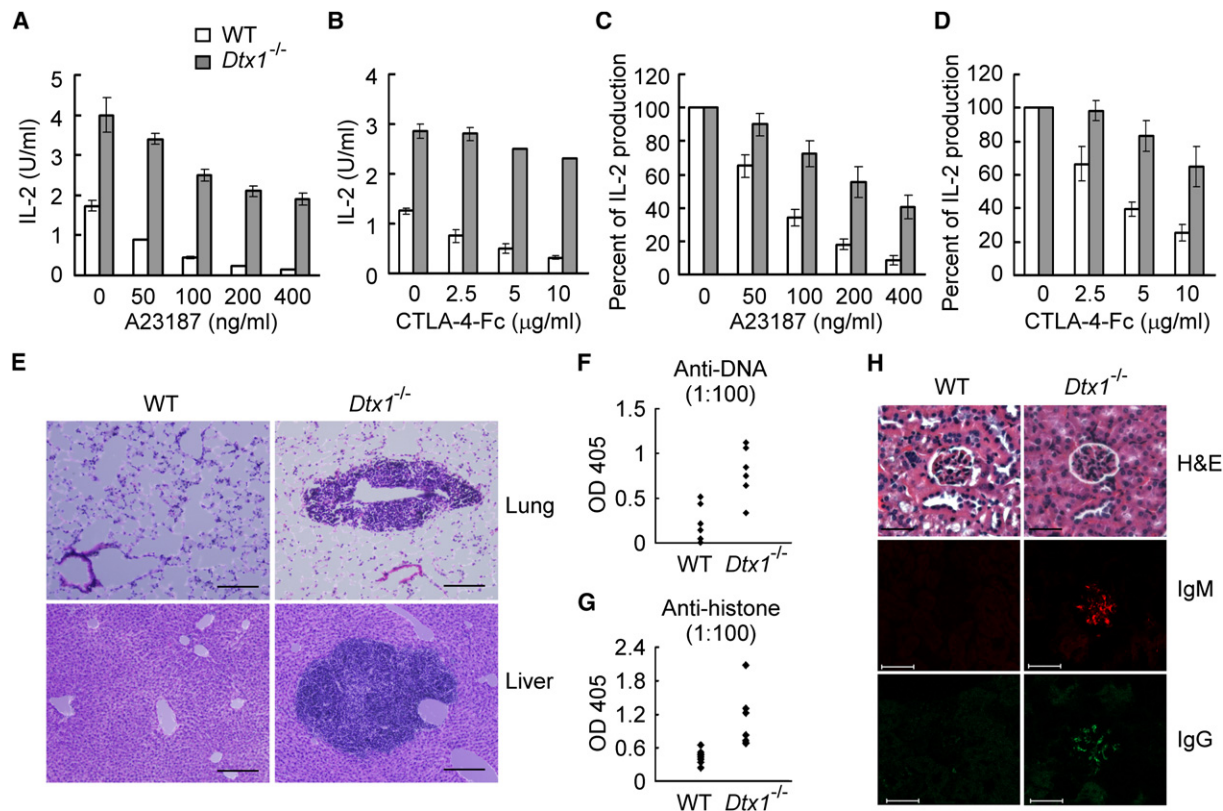 A
WT
Dtx1-/-
IL-2 (U/ml)
5
4
3
2
1
0
0 50 100 200 400
A23187 (ng/ml)
B
IL-2 (U/ml)
4
3
2
1
0
0 2.5 5 10
CTLA-4-Fc (μg/ml)
C
Percent of IL-2 production
120
100
80
60
40
20
0
0 50 100 200 400
A23187 (ng/ml)
D
Percent of IL-2 production
120
100
80
60
40
20
0
0 2.5 5 10
CTLA-4-Fc (μg/ml)
E
WT Dtx1-/-
Lung
Liver
F
Anti-DNA
(1:100)
OD 405
1.5
1
0.5
0
WT Dtx1-/-
G
Anti-histone
(1:100)
OD 405
2.4
1.8
1.2
0.6
0
WT Dtx1-/-
H
WT Dtx1-/-
H&E
IgM
IgG